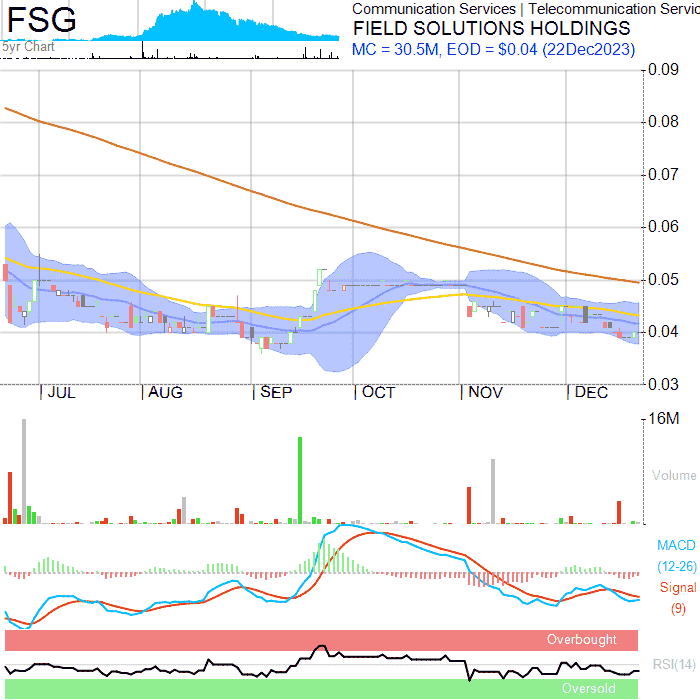 FSG
5yr Chart
Communication Services | Telecommunication Servic
FIELD SOLUTIONS HOLDINGS
MC = 30.5M, EOD = $0.04 (22Dec2023)
0.09
0.08
0.07
0.06
0.05
0.04
0.03
JUL AUG SEP OCT NOV DEC
16M
Volume
MACD
(12-26)
Signal
(9)
Overbought
RSI(14)
Oversold